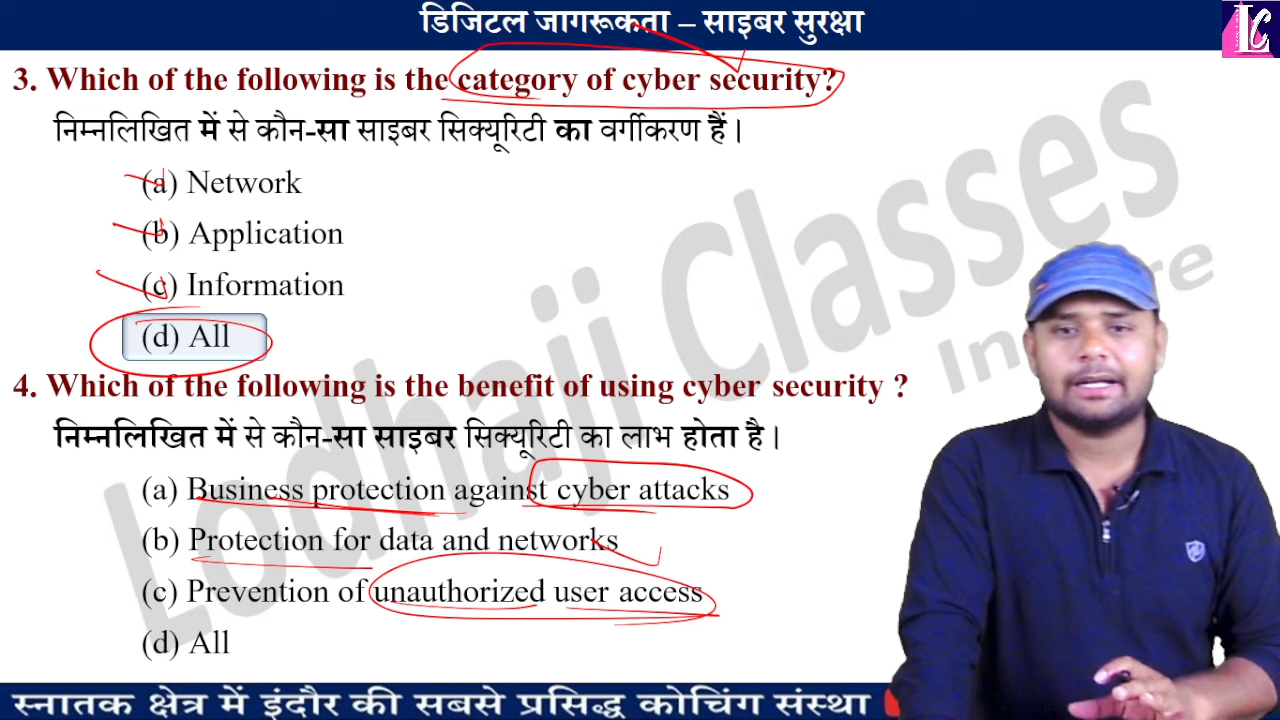 डिजिटल जागरूकता – साइबर सुरक्षा
LC
3. Which of the following is the category of cyber security?
निम्नलिखित में से कौन-सा साइबर सिक्यूरिटी का वर्गीकरण हैं।
(a) Network
(b) Application
(c) Information
(d) All
4. Which of the following is the benefit of using cyber security ?
निम्नलिखित में से कौन-सा साइबर सिक्यूरिटी का लाभ होता है।
(a) Business protection against cyber attacks
(b) Protection for data and networks
(c) Prevention of unauthorized user access
(d) All
Lodhaji Classes
स्नातक क्षेत्र में इंदौर की सबसे प्रसिद्ध कोचिंग संस्था